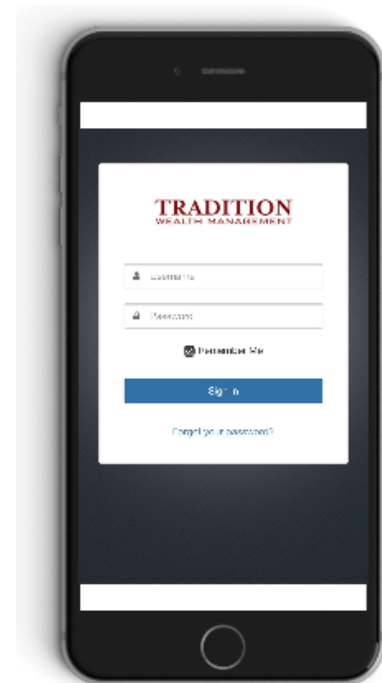 TRADITION
WEALTH MANAGEMENT
Username
Password
Remember Me
Sign In
Forgot your password?